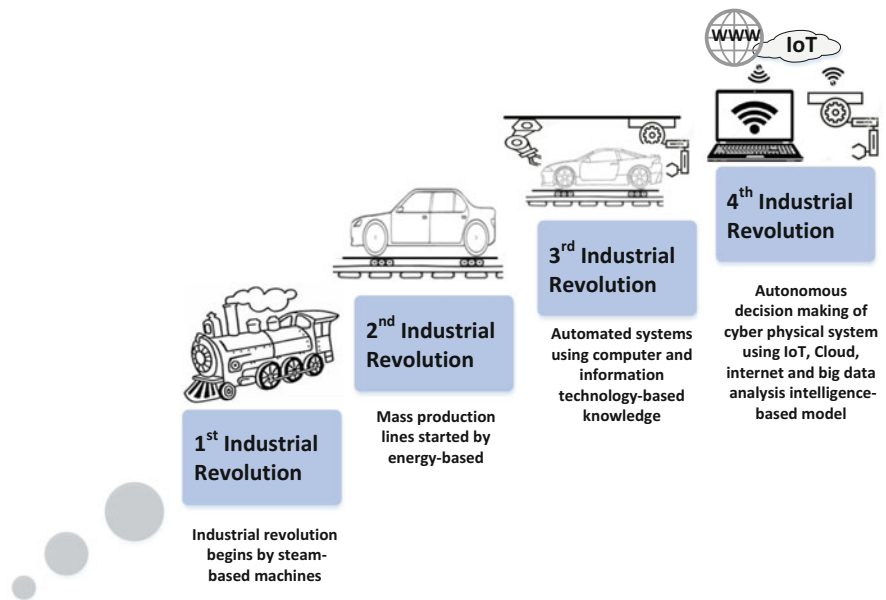 WWW
IoT
4th Industrial
Revolution
Autonomous
decision making of
cyber physical system
using IoT, Cloud,
internet and big data
analysis intelligence-
based model
3rd Industrial
Revolution
Automated systems
using computer and
information
technology-based
knowledge
2nd Industrial
Revolution
Mass production
lines started by
energy-based
1st Industrial
Revolution
Industrial revolution
begins by steam-
based machines